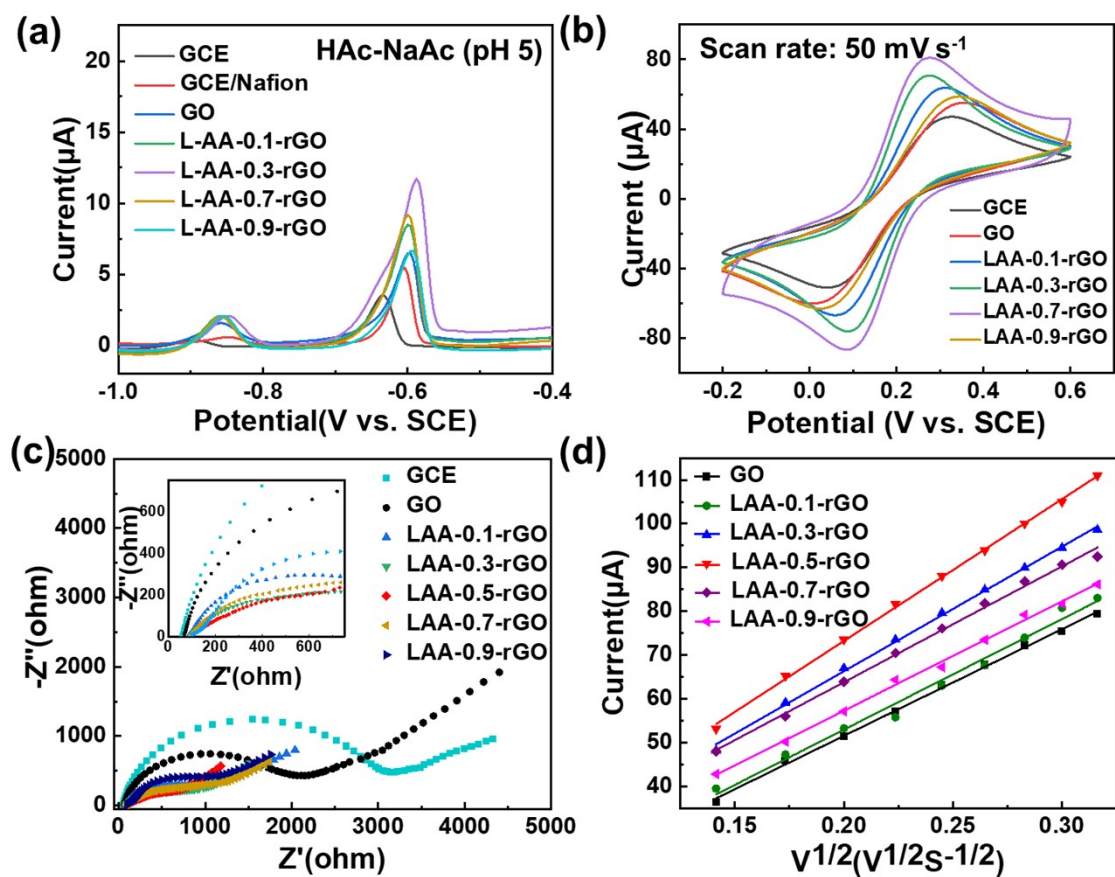 (a)
HAc-NaAc (pH 5)
GCE
GCE/Nafion
GO
L-AA-0.1-rGO
L-AA-0.3-rGO
L-AA-0.7-rGO
L-AA-0.9-rGO
20
15
10
5
0
Current(μA)
-1.0 -0.8 -0.6 -0.4
Potential(V vs. SCE)
(b)
Scan rate: 50 mV s-1
80
40
0
-40
-80
Current (μA)
GCE
GO
LAA-0.1-rGO
LAA-0.3-rGO
LAA-0.7-rGO
LAA-0.9-rGO
-0.2 0.0 0.2 0.4 0.6
Potential (V vs. SCE)
(c)
5000
4000
3000
2000
1000
0
-Z''(ohm)
600
400
200
0
-Z''(ohm)
0 200 400 600
Z'(ohm)
GCE
GO
LAA-0.1-rGO
LAA-0.3-rGO
LAA-0.5-rGO
LAA-0.7-rGO
LAA-0.9-rGO
0 1000 2000 3000 4000 5000
Z'(ohm)
(d)
110
100
90
80
70
60
50
40
Current(μA)
GO
LAA-0.1-rGO
LAA-0.3-rGO
LAA-0.5-rGO
LAA-0.7-rGO
LAA-0.9-rGO
0.15 0.20 0.25 0.30
V1/2(V1/2S-1/2)